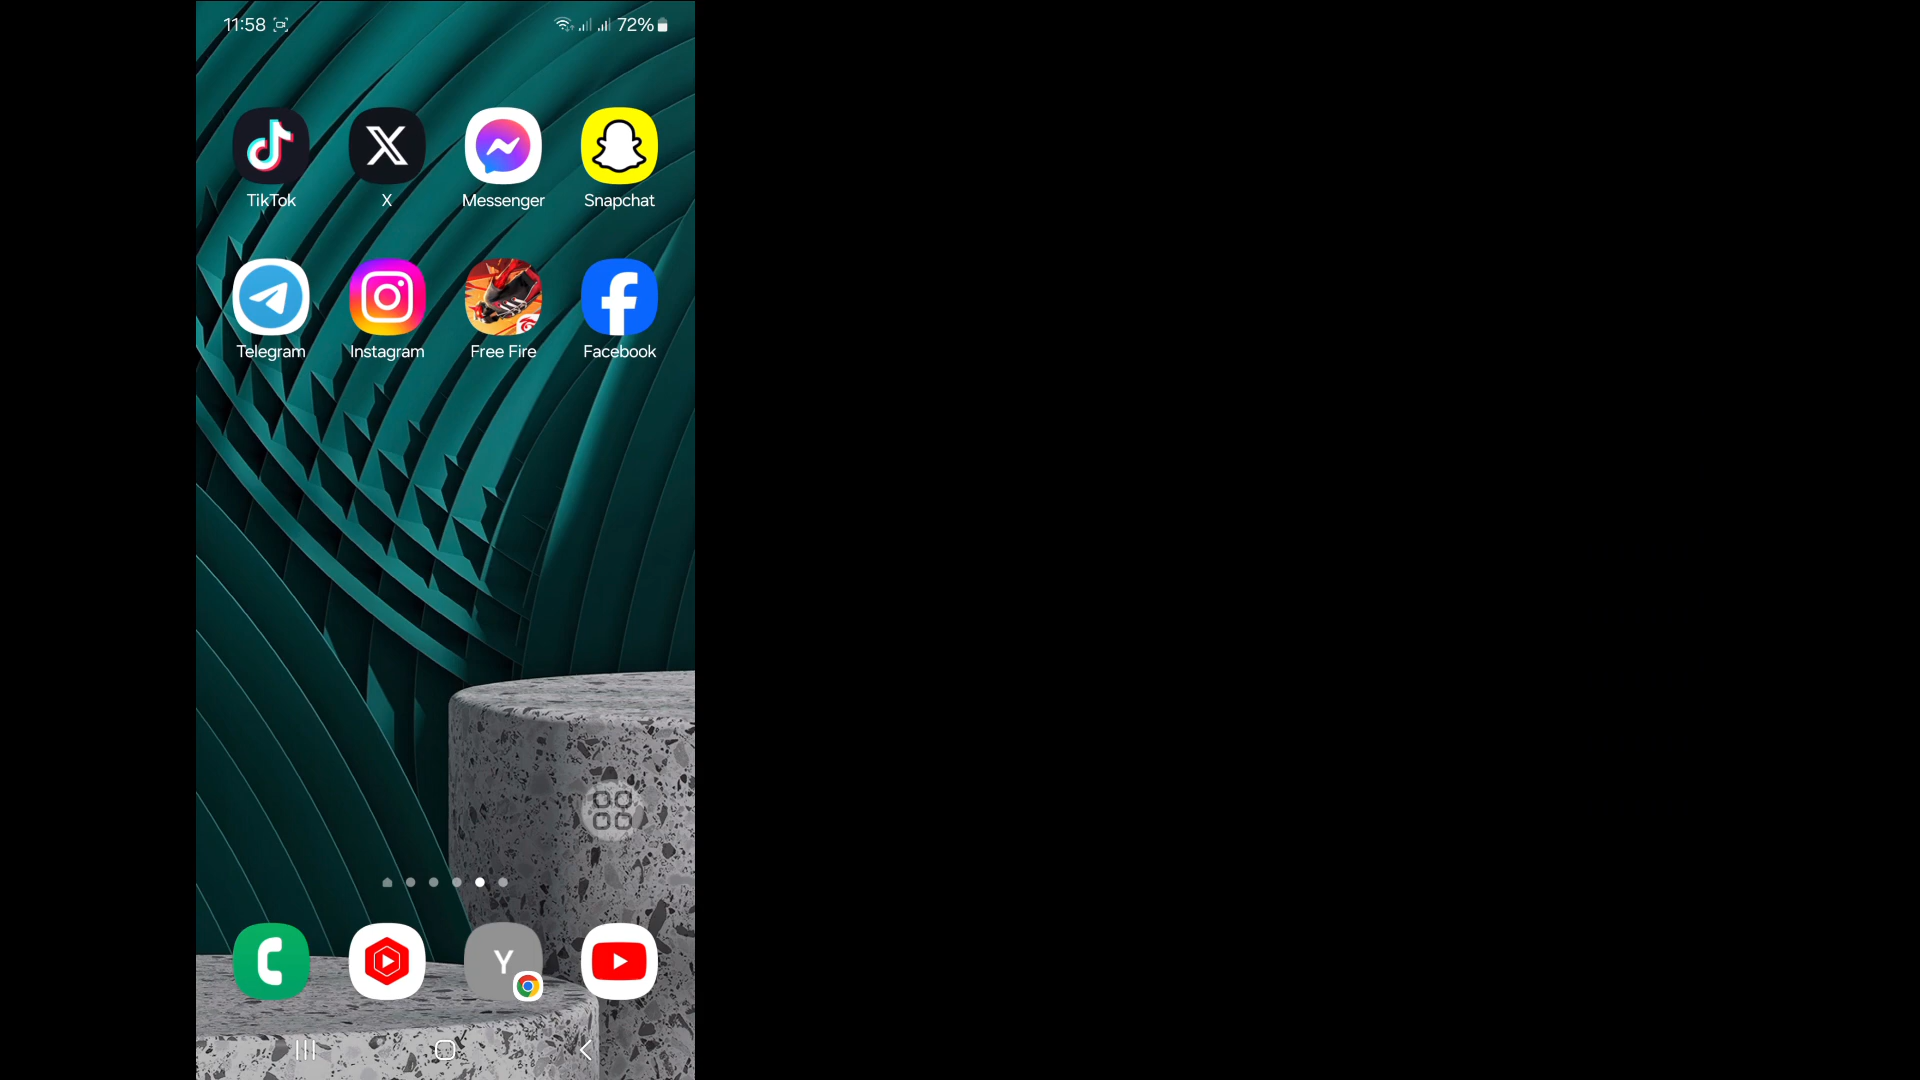 11:58 72%
TikTok X Messenger Snapchat
Telegram Instagram Free Fire Facebook
Y